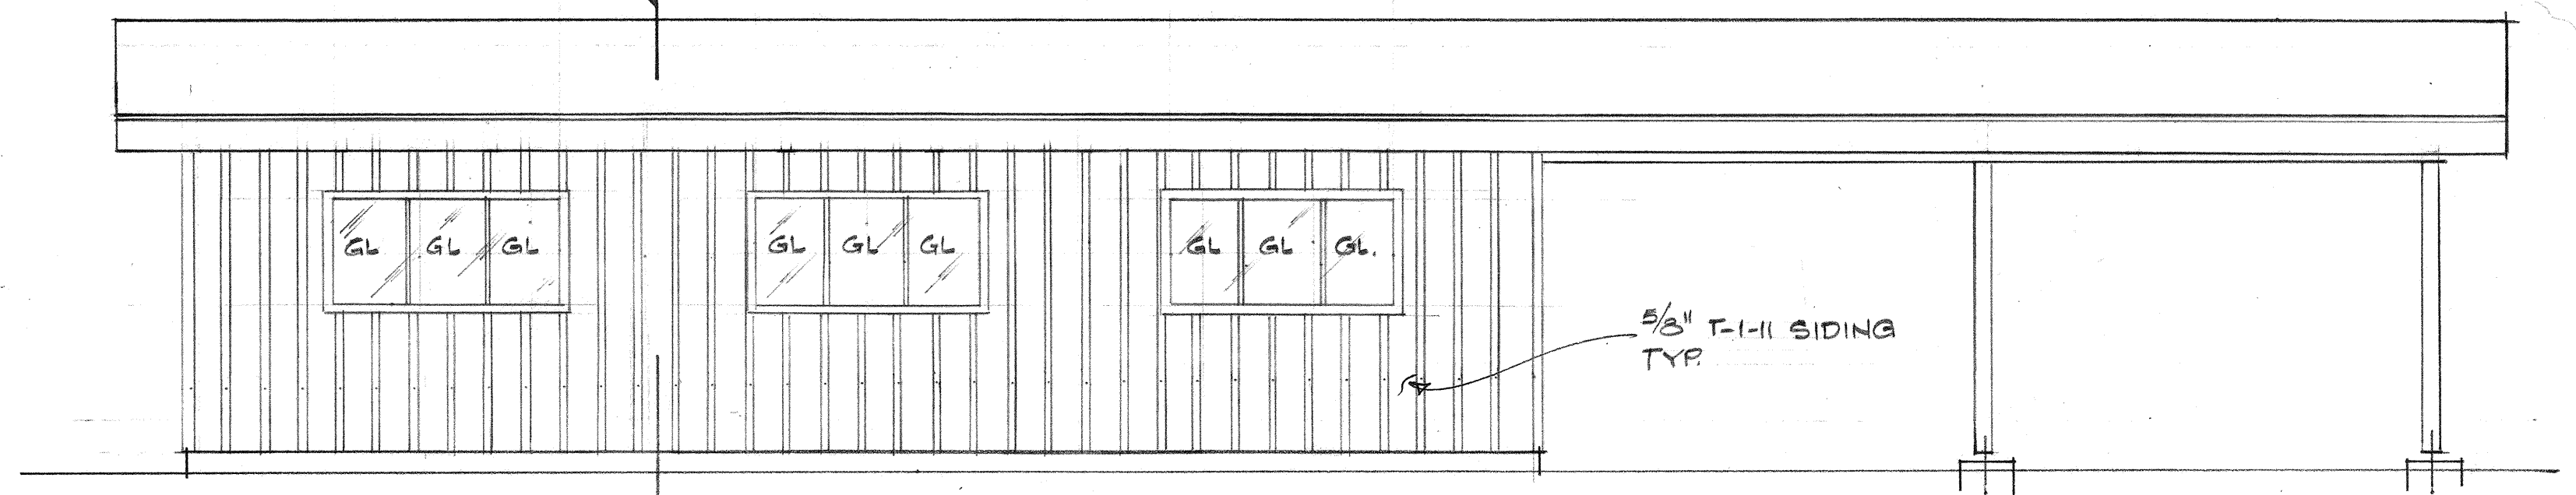 GL GL GL GL GL GL GL GL GL.
5/8" T-1-11 SIDING
TYP.